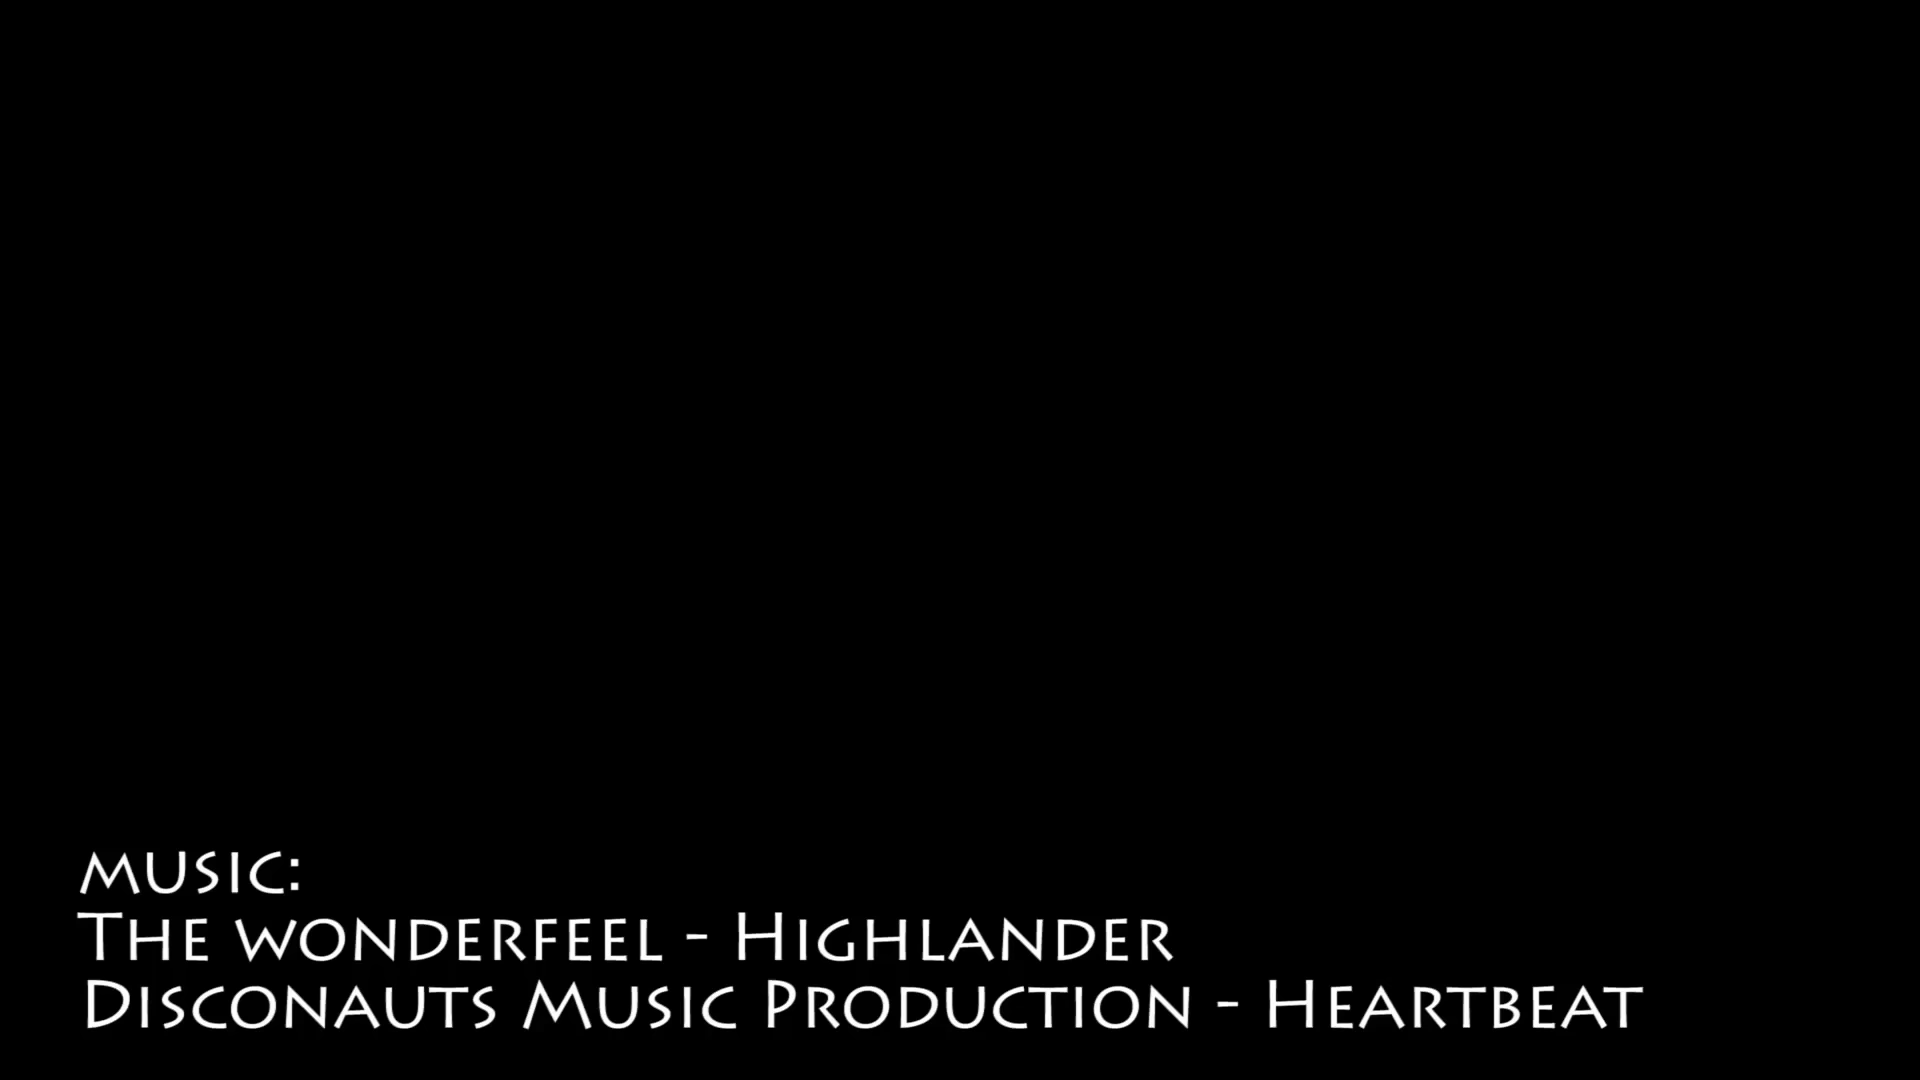 music:
The wonderfeel - Highlander
Disconauts Music Production - Heartbeat